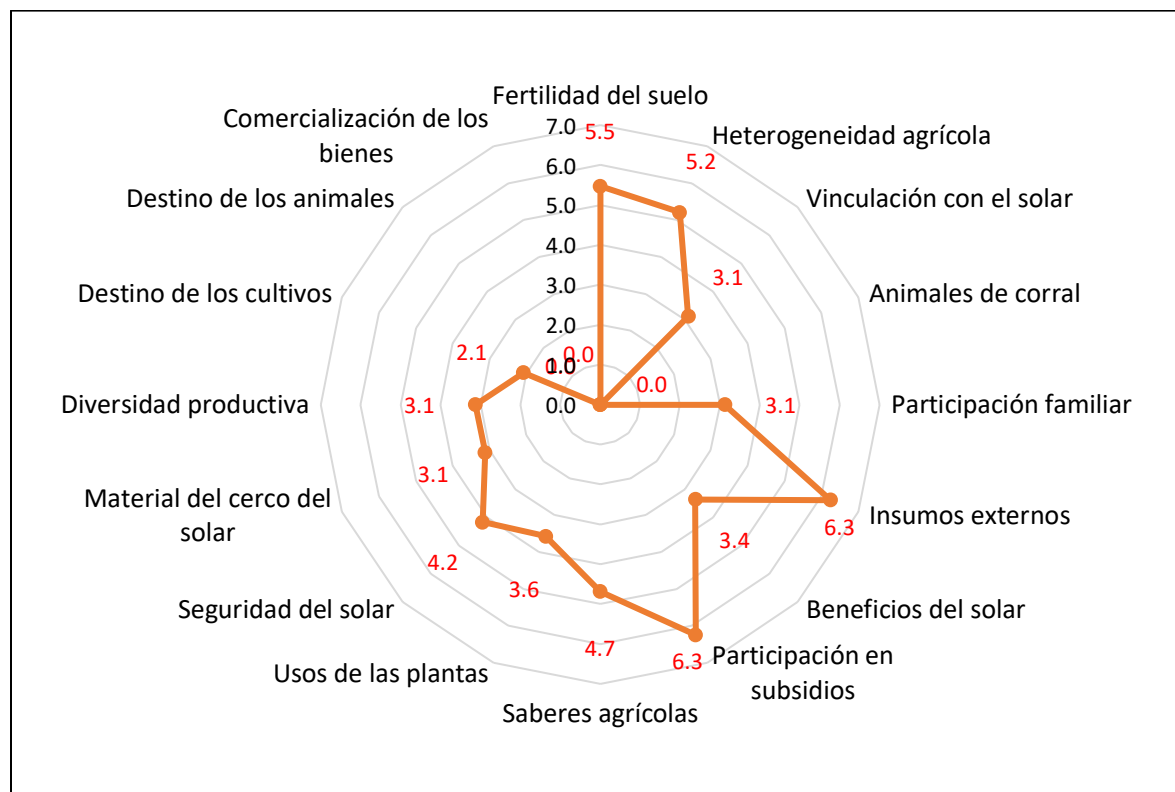 Fertilidad del suelo
7.0
5.5
6.0
5.0
4.0
3.0
2.0
1.0
0.0
Heterogeneidad agrícola
5.2
Vinculación con el solar
3.1
Animales de corral
0.0
Participación familiar
3.1
Insumos externos
6.3
Beneficios del solar
3.4
Participación en
subsidios
6.3
Saberes agrícolas
4.7
Usos de las plantas
3.6
Seguridad del solar
4.2
Material del cerco del
solar
3.1
Diversidad productiva
3.1
Destino de los cultivos
2.1
Destino de los animales
Comercialización de los
bienes
0.0